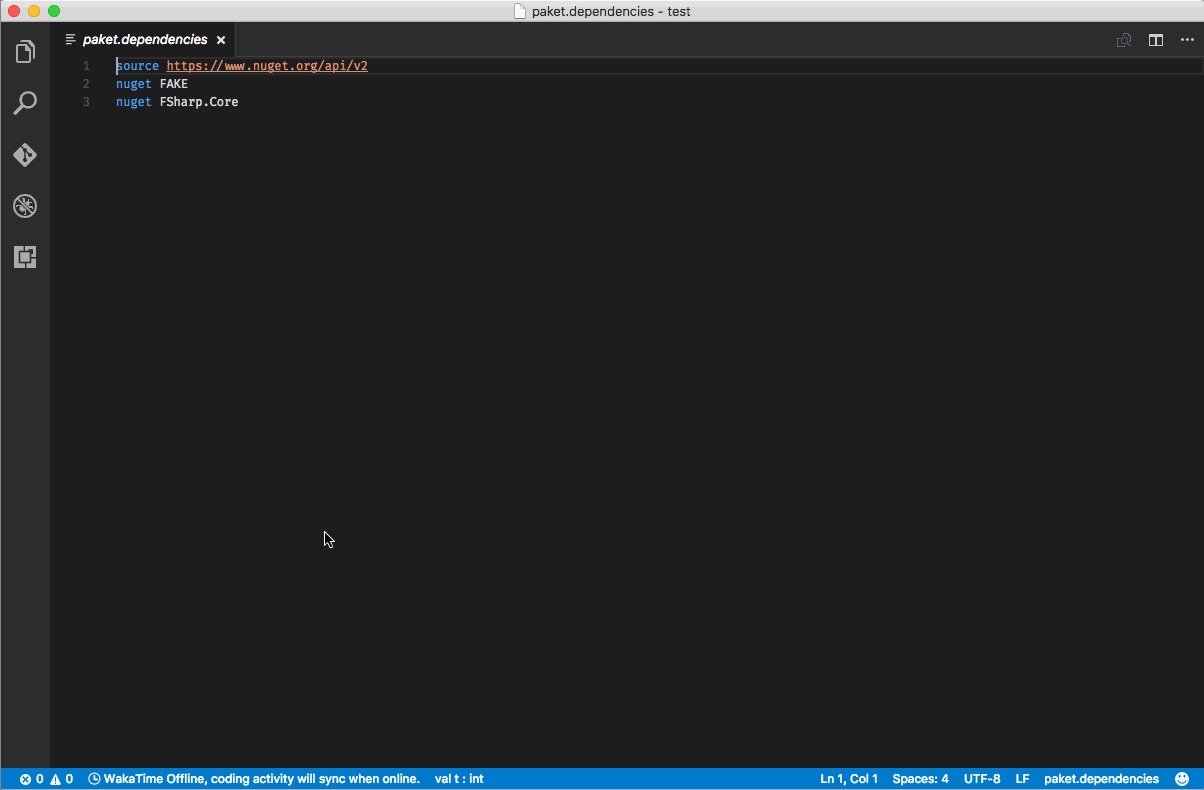 paket.dependencies - test
paket.dependencies
1 source https://www.nuget.org/api/v2
2 nuget FAKE
3 nuget FSharp.Core
0 0 WakaTime Offline, coding activity will sync when online. val t : int Ln 1, Col 1 Spaces: 4 UTF-8 LF paket.dependencies